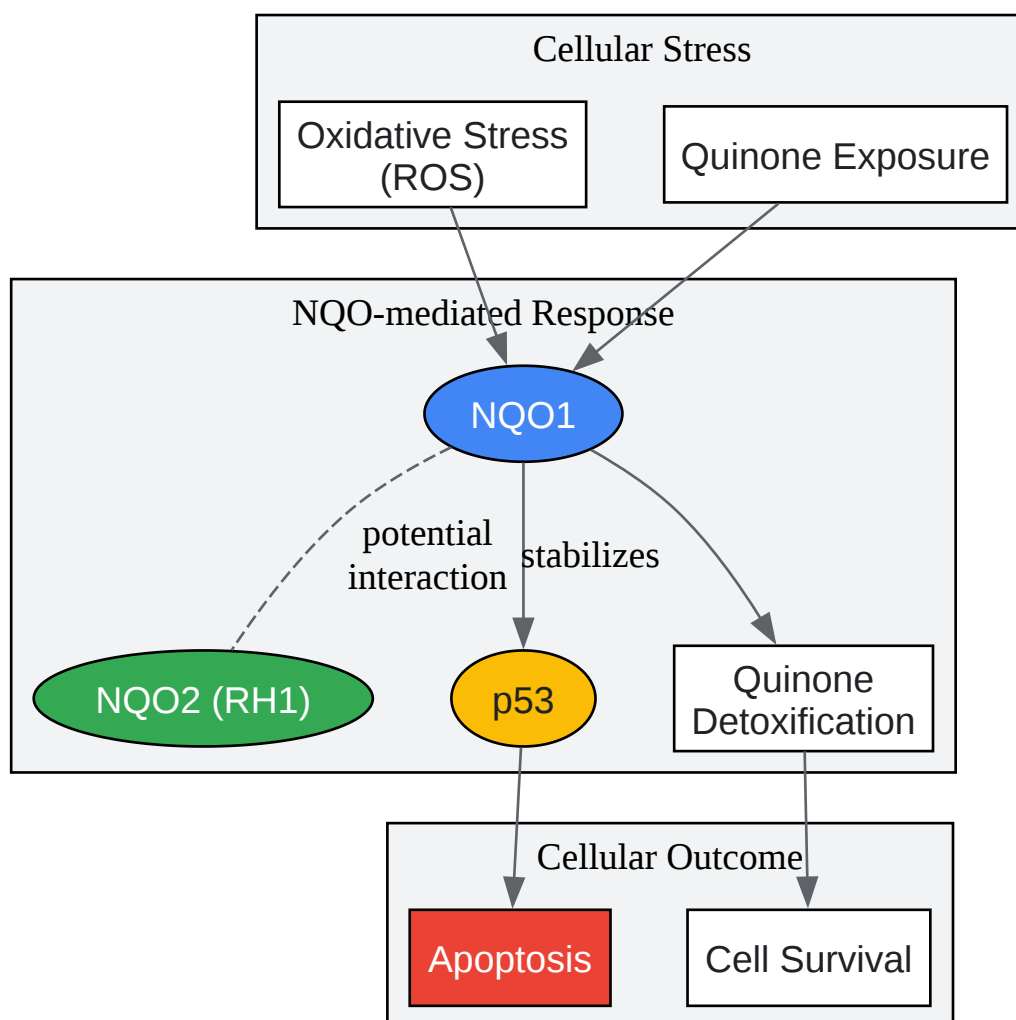 Cellular Stress
Oxidative Stress
(ROS)
Quinone Exposure
NQO-mediated Response
NQO1
potential
interaction
stabilizes
NQO2 (RH1)
p53
Quinone
Detoxification
Cellular Outcome
Apoptosis
Cell Survival